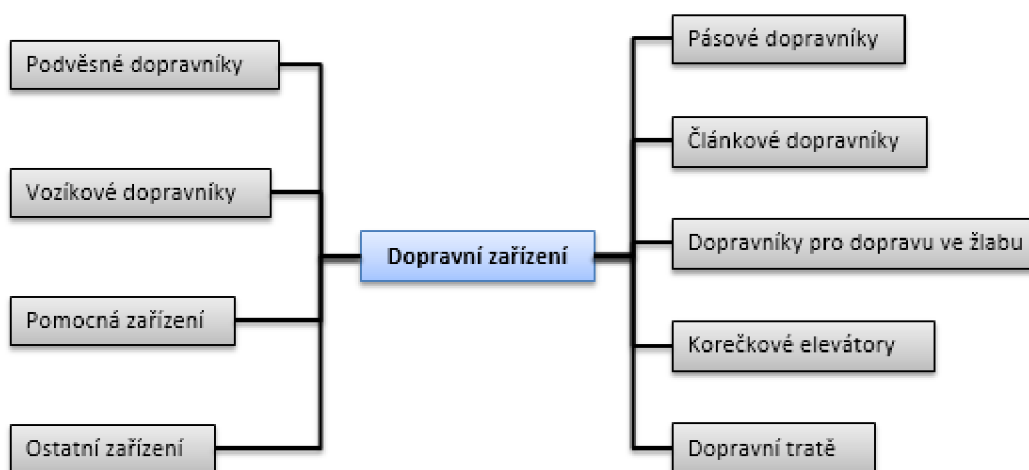 Podvěsné dopravníky
Vozíkové dopravníky
Pomocná zařízení
Ostatní zařízení
Dopravní zařízení
Pásové dopravníky
Článkové dopravníky
Dopravníky pro dopravu ve žlabu
Korečkové elevátory
Dopravní tratě